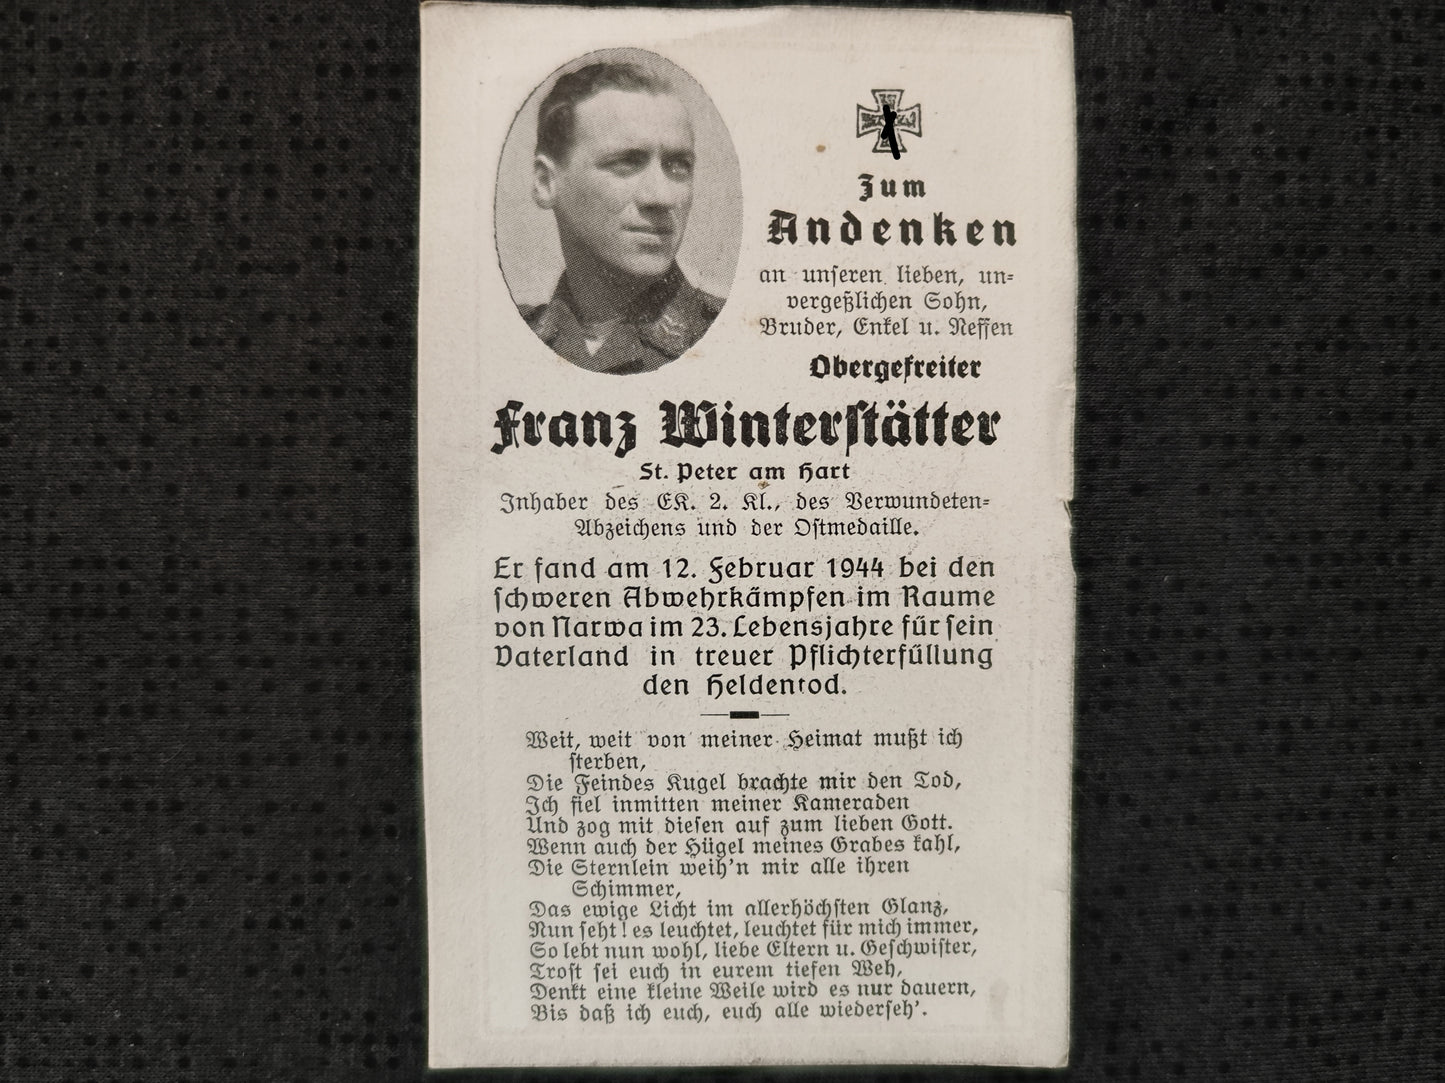 Zum
Andenken
an unseren lieben, un=
vergeßlichen Sohn,
Bruder, Enkel u. Neffen
Obergefreiter
Franz Winterstätter
St. Peter am Hart
Inhaber des EK. 2. Kl., des Verwundeten=
Abzeichens und der Ostmedaille.
Er fand am 12. Februar 1944 bei den
schweren Abwehrkämpfen im Raume
von Narwa im 23. Lebensjahre für sein
Vaterland in treuer Pflichterfüllung
den Heldentod.
Weit, weit von meiner Heimat mußt ich
sterben,
Die Feindes Kugel brachte mir den Tod,
Ich fiel inmitten meiner Kameraden
Und zog mit diesen auf zum lieben Gott.
Wenn auch der Hügel meines Grabes kahl,
Die Sternlein weih'n mir alle ihren
Schimmer,
Das ewige Licht im allerhöchsten Glanz,
Nun seht! es leuchtet, leuchtet für mich immer,
So lebt nun wohl, liebe Eltern u. Geschwister,
Trost sei euch in eurem tiefen Weh,
Denkt eine kleine Weile wird es nur dauern,
Bis daß ich euch, euch alle wiederseh'.